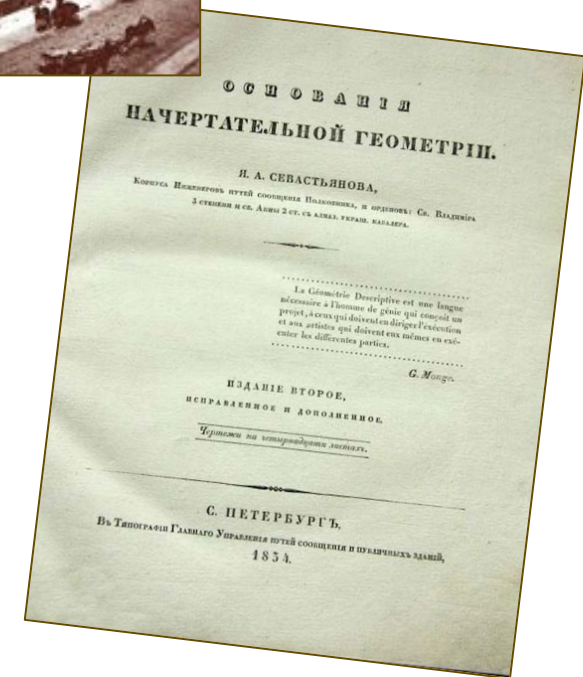 ОСНОВАНІЯ
НАЧЕРТАТЕЛЬНОЙ ГЕОМЕТРІИ.
Я. А. СЕВАСТЬЯНОВА,
Корпуса Инженеровъ путей сообщенія Полковника, и орденовъ: Св. Владиміра
3 степени и св. Анны 2 ст. съ алмаз. украш. кавалера.
La Géométrie Descriptive est une langue
nécessaire à l'homme de génie qui conçoit un
projet, à ceux qui doivent en diriger l'exécution
et aux artistes qui doivent eux mêmes en exé-
cuter les différentes parties.
G. Monge.
ИЗДАНІЕ ВТОРОЕ,
ИСПРАВЛЕННОЕ И ДОПОЛНЕННОЕ.
Чертежи на четырнадцати листахъ.
С. ПЕТЕРБУРГЪ,
Въ Типографіи Главнаго Управленія путей сообщенія и публичныхъ зданій,
1834.